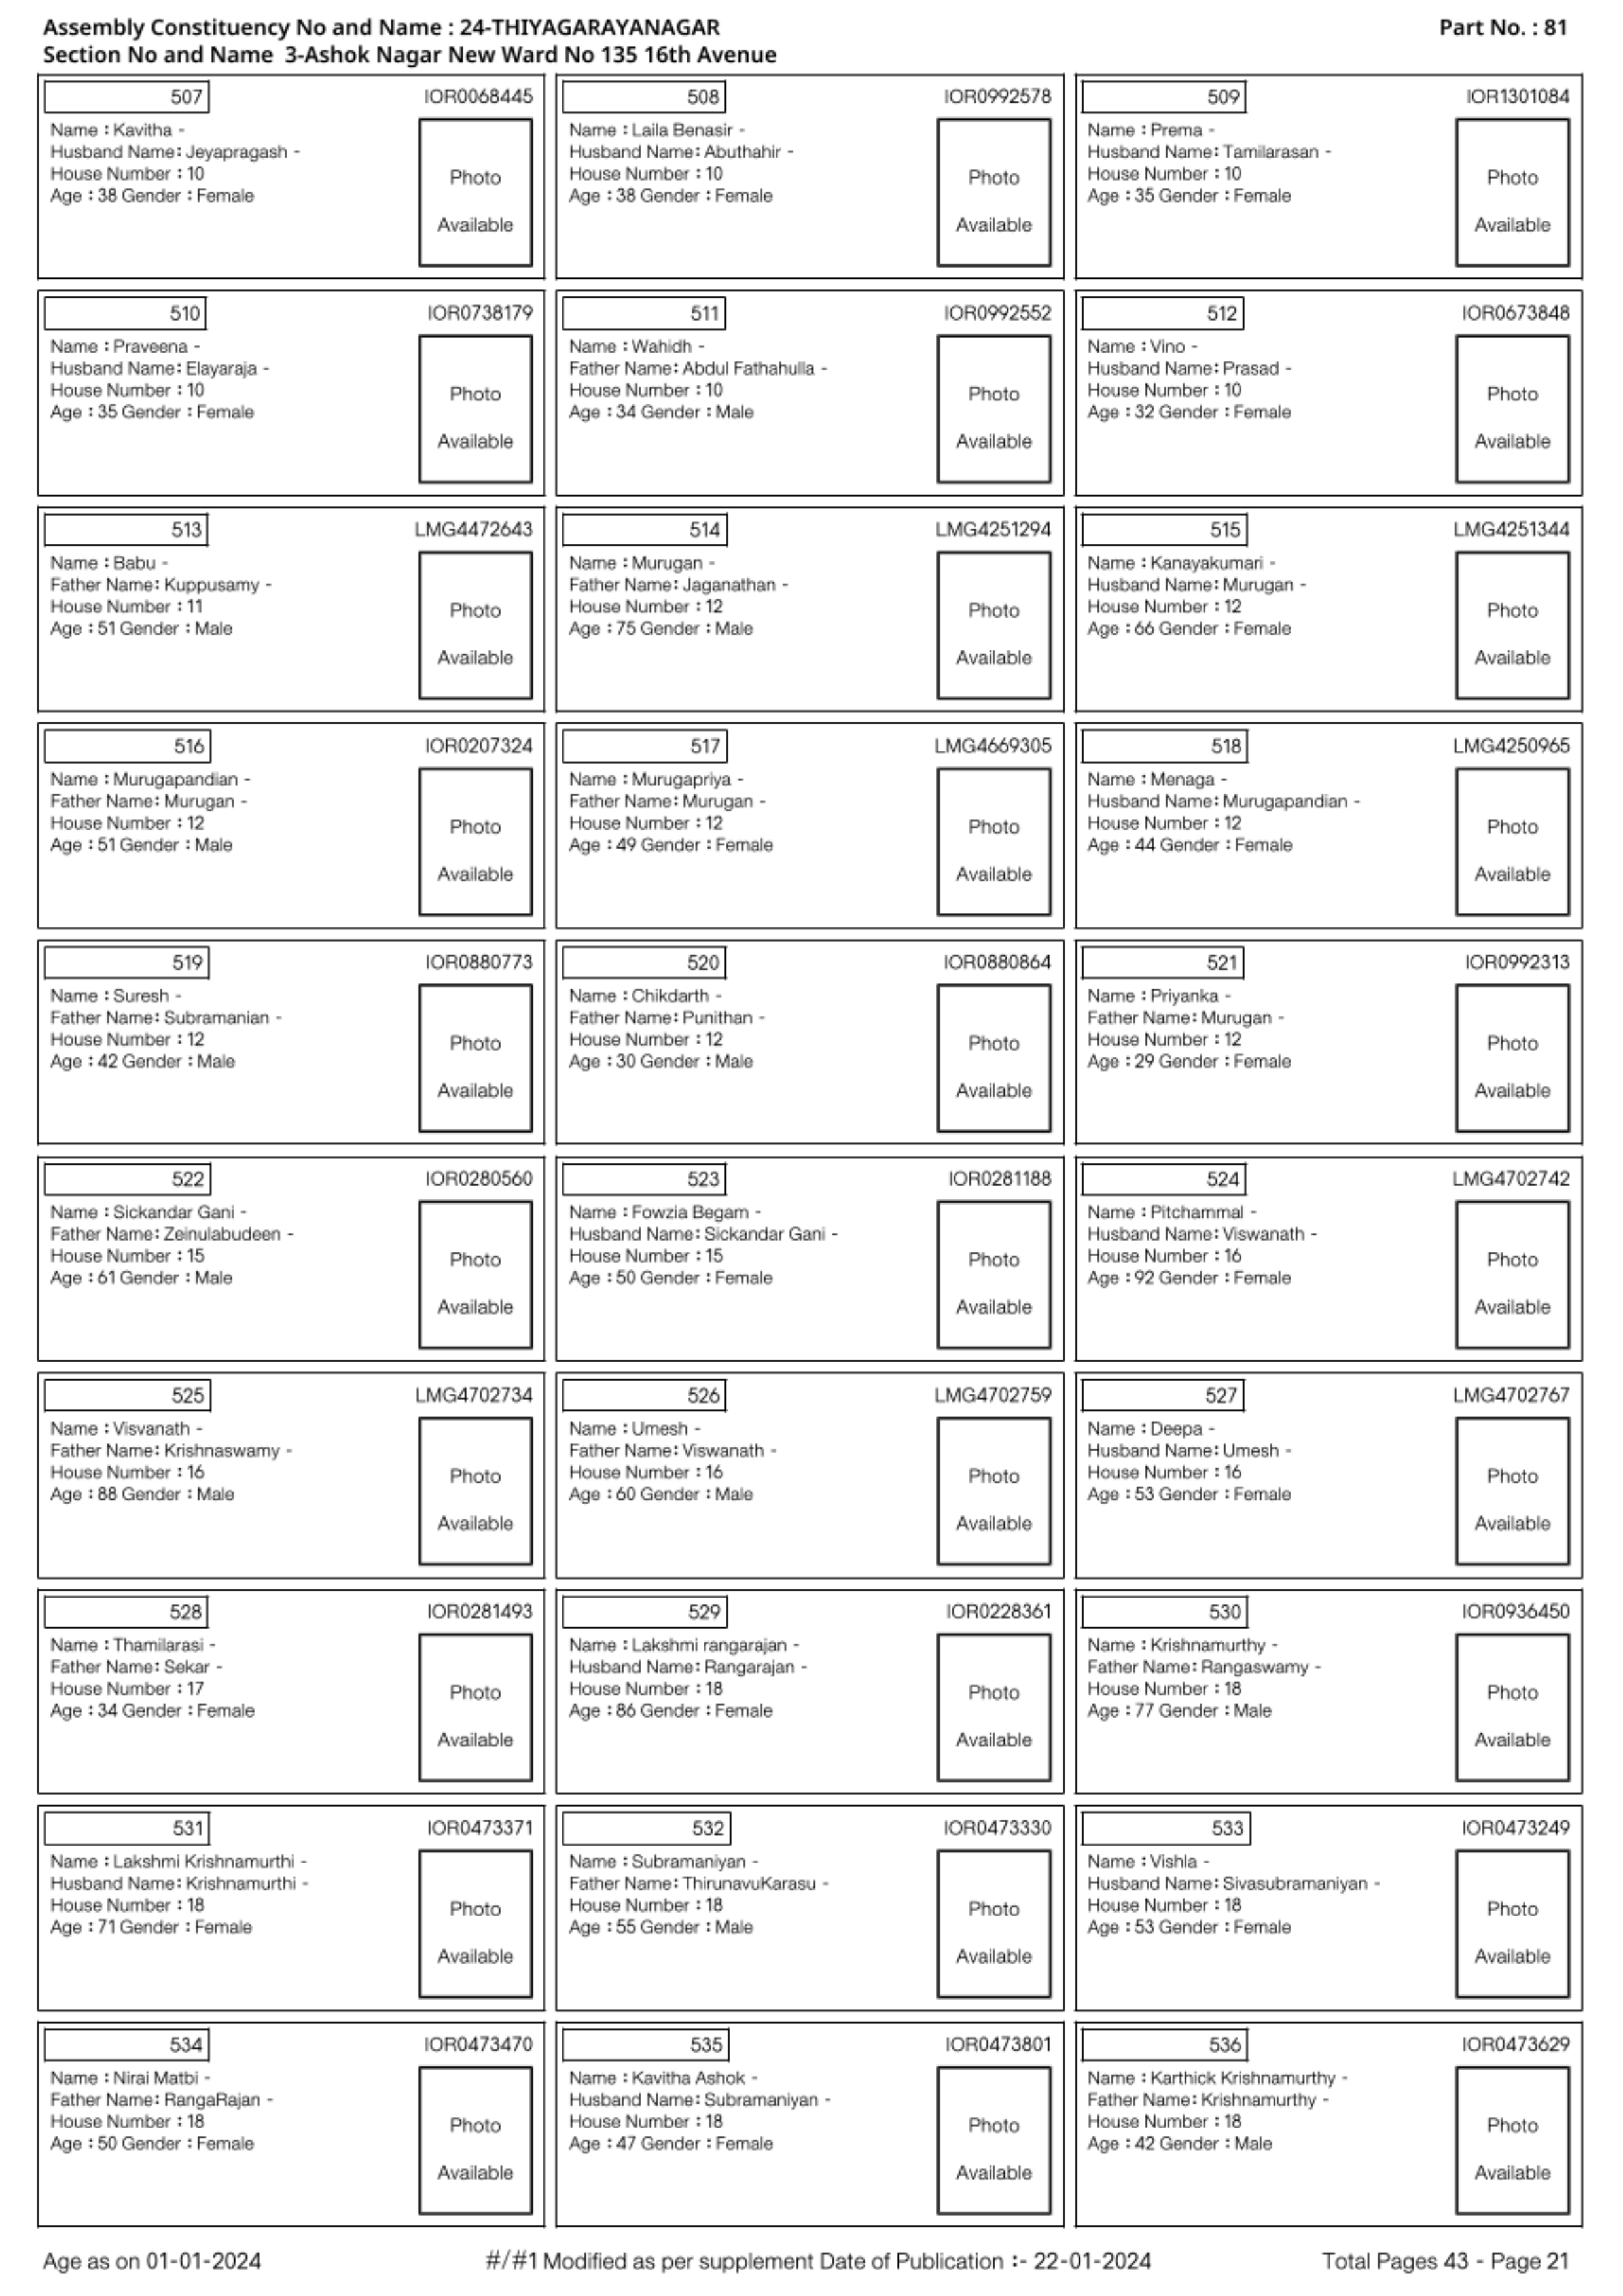 Assembly Constituency No and Name : 24-THIYAGARAYANAGAR Part No. : 81
Section No and Name 3-Ashok Nagar New Ward No 135 16th Avenue
507 IOR0068445
Name : Kavitha -
Husband Name: Jeyapragash -
House Number : 10
Age : 38 Gender : Female
Photo
Available
508 IOR0992578
Name : Laila Benasir -
Husband Name: Abuthahir -
House Number : 10
Age : 38 Gender : Female
Photo
Available
509 IOR1301084
Name : Prema -
Husband Name: Tamilarasan -
House Number : 10
Age : 35 Gender : Female
Photo
Available
510 IOR0738179
Name : Praveena -
Husband Name: Elayaraja -
House Number : 10
Age : 35 Gender : Female
Photo
Available
511 IOR0992552
Name : Wahidh -
Father Name: Abdul Fathahulla -
House Number : 10
Age : 34 Gender : Male
Photo
Available
512 IOR0673848
Name : Vino -
Husband Name: Prasad -
House Number : 10
Age : 32 Gender : Female
Photo
Available
513 LMG4472643
Name : Babu -
Father Name: Kuppusamy -
House Number : 11
Age : 51 Gender : Male
Photo
Available
514 LMG4251294
Name : Murugan -
Father Name: Jaganathan -
House Number : 12
Age : 75 Gender : Male
Photo
Available
515 LMG4251344
Name : Kanayakumari -
Husband Name: Murugan -
House Number : 12
Age : 66 Gender : Female
Photo
Available
516 IOR0207324
Name : Murugapandian -
Father Name: Murugan -
House Number : 12
Age : 51 Gender : Male
Photo
Available
517 LMG4669305
Name : Murugapriya -
Father Name: Murugan -
House Number : 12
Age : 49 Gender : Female
Photo
Available
518 LMG4250965
Name : Menaga -
Husband Name: Murugapandian -
House Number : 12
Age : 44 Gender : Female
Photo
Available
519 IOR0880773
Name : Suresh -
Father Name: Subramanian -
House Number : 12
Age : 42 Gender : Male
Photo
Available
520 IOR0880864
Name : Chikdarth -
Father Name: Punithan -
House Number : 12
Age : 30 Gender : Male
Photo
Available
521 IOR0992313
Name : Priyanka -
Father Name: Murugan -
House Number : 12
Age : 29 Gender : Female
Photo
Available
522 IOR0280560
Name : Sickandar Gani -
Father Name: Zeinulabudeen -
House Number : 15
Age : 61 Gender : Male
Photo
Available
523 IOR0281188
Name : Fowzia Begam -
Husband Name: Sickandar Gani -
House Number : 15
Age : 50 Gender : Female
Photo
Available
524 LMG4702742
Name : Pitchammal -
Husband Name: Viswanath -
House Number : 16
Age : 92 Gender : Female
Photo
Available
525 LMG4702734
Name : Visvanath -
Father Name: Krishnaswamy -
House Number : 16
Age : 88 Gender : Male
Photo
Available
526 LMG4702759
Name : Umesh -
Father Name: Viswanath -
House Number : 16
Age : 60 Gender : Male
Photo
Available
527 LMG4702767
Name : Deepa -
Husband Name: Umesh -
House Number : 16
Age : 53 Gender : Female
Photo
Available
528 IOR0281493
Name : Thamilarasi -
Father Name: Sekar -
House Number : 17
Age : 34 Gender : Female
Photo
Available
529 IOR0228361
Name : Lakshmi rangarajan -
Husband Name: Rangarajan -
House Number : 18
Age : 86 Gender : Female
Photo
Available
530 IOR0936450
Name : Krishnamurthy -
Father Name: Rangaswamy -
House Number : 18
Age : 77 Gender : Male
Photo
Available
531 IOR0473371
Name : Lakshmi Krishnamurthi -
Husband Name: Krishnamurthi -
House Number : 18
Age : 71 Gender : Female
Photo
Available
532 IOR0473330
Name : Subramaniyan -
Father Name: ThirunavuKarasu -
House Number : 18
Age : 55 Gender : Male
Photo
Available
533 IOR0473249
Name : Vishla -
Husband Name: Sivasubramaniyan -
House Number : 18
Age : 53 Gender : Female
Photo
Available
534 IOR0473470
Name : Nirai Matbi -
Father Name: RangaRajan -
House Number : 18
Age : 50 Gender : Female
Photo
Available
535 IOR0473801
Name : Kavitha Ashok -
Husband Name: Subramaniyan -
House Number : 18
Age : 47 Gender : Female
Photo
Available
536 IOR0473629
Name : Karthick Krishnamurthy -
Father Name: Krishnamurthy -
House Number : 18
Age : 42 Gender : Male
Photo
Available
Age as on 01-01-2024 #/#1 Modified as per supplement Date of Publication :- 22-01-2024 Total Pages 43 - Page 21